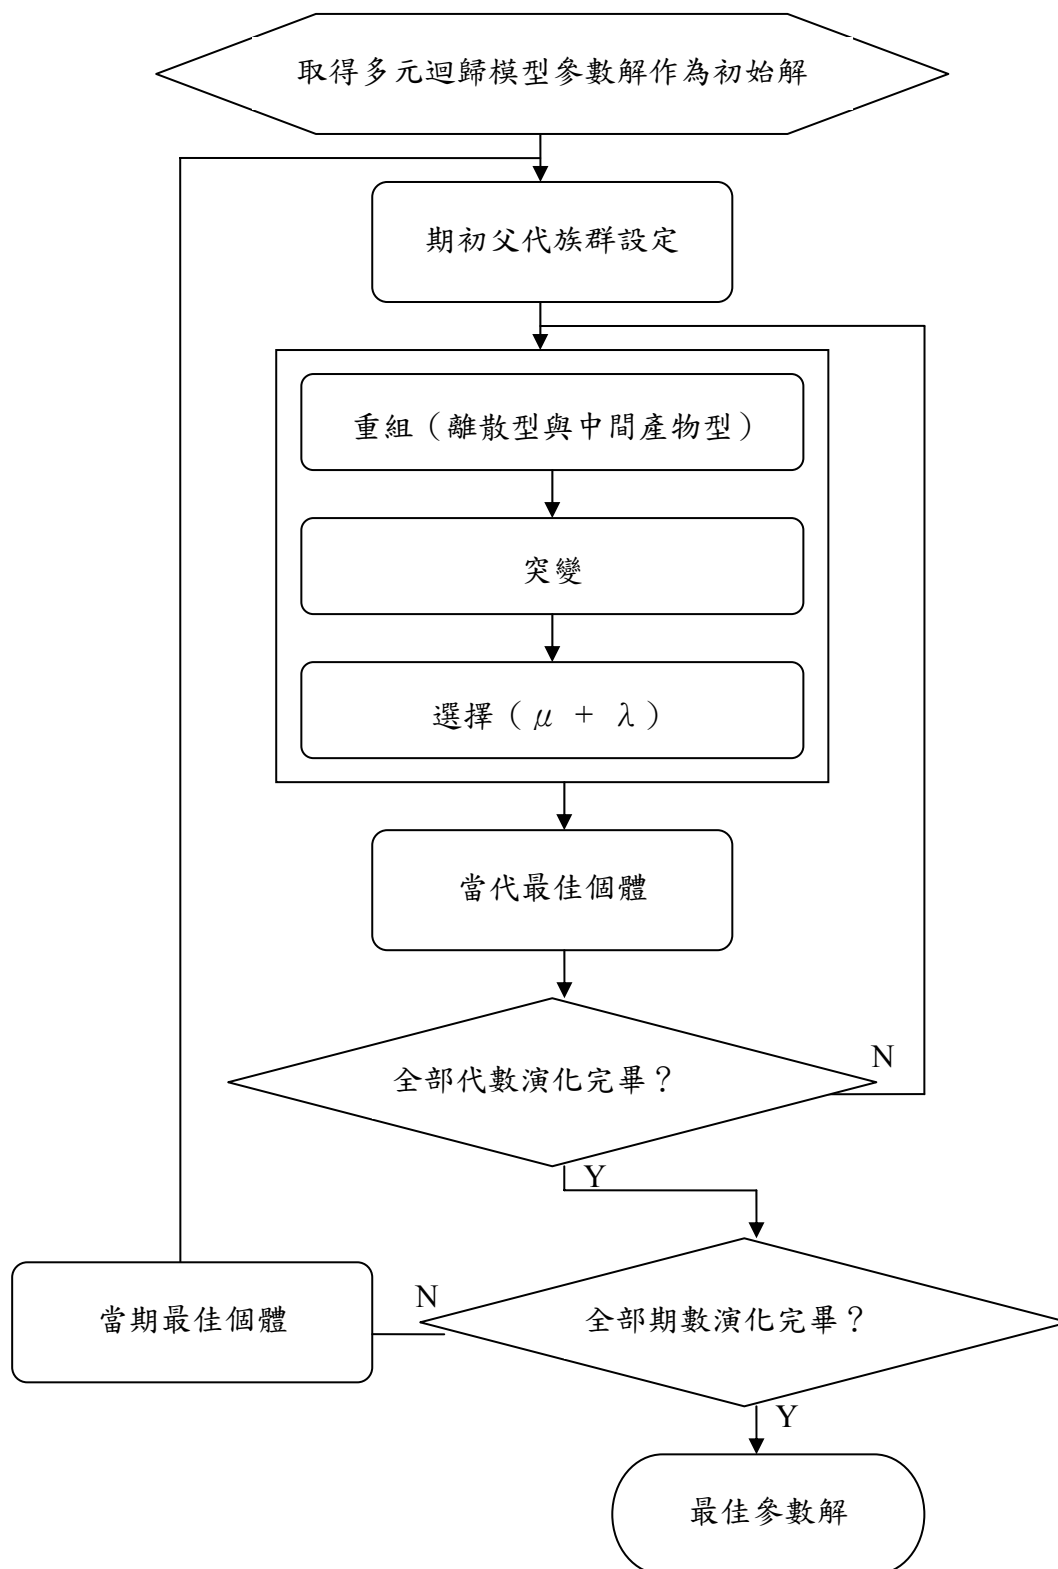 取得多元迴歸模型參數解作為初始解
期初父代族群設定
重組（離散型與中間產物型）
突變
選擇（μ + λ）
當代最佳個體
全部代數演化完畢？
N
Y
當期最佳個體
N
全部期數演化完畢？
Y
最佳參數解